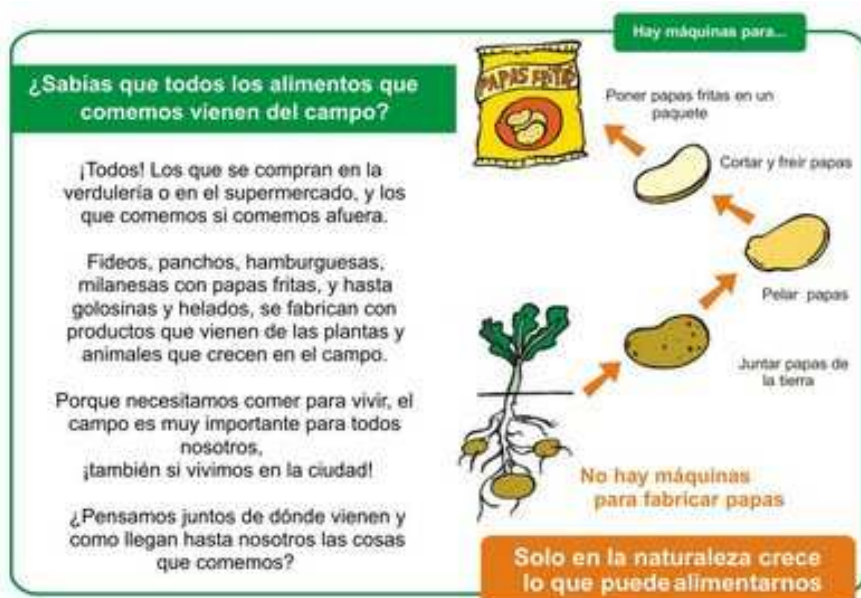 Hay máquinas para...
¿Sabías que todos los alimentos que
comemos vienen del campo?
¡Todos! Los que se compran en la
verdulería o en el supermercado, y los
que comemos si comemos afuera.
Fideos, panchos, hamburguesas,
milanesas con papas fritas, y hasta
golosinas y helados, se fabrican con
productos que vienen de las plantas y
animales que crecen en el campo.
Porque necesitamos comer para vivir, el
campo es muy importante para todos
nosotros,
¡también si vivimos en la ciudad!
¿Pensamos juntos de dónde vienen y
como llegan hasta nosotros las cosas
que comemos?
PAPAS FRITAS
Poner papas fritas en un
paquete
Cortar y freir papas
Pelar papas
Juntar papas de
la tierra
No hay máquinas
para fabricar papas
Solo en la naturaleza crece
lo que puede alimentarnos